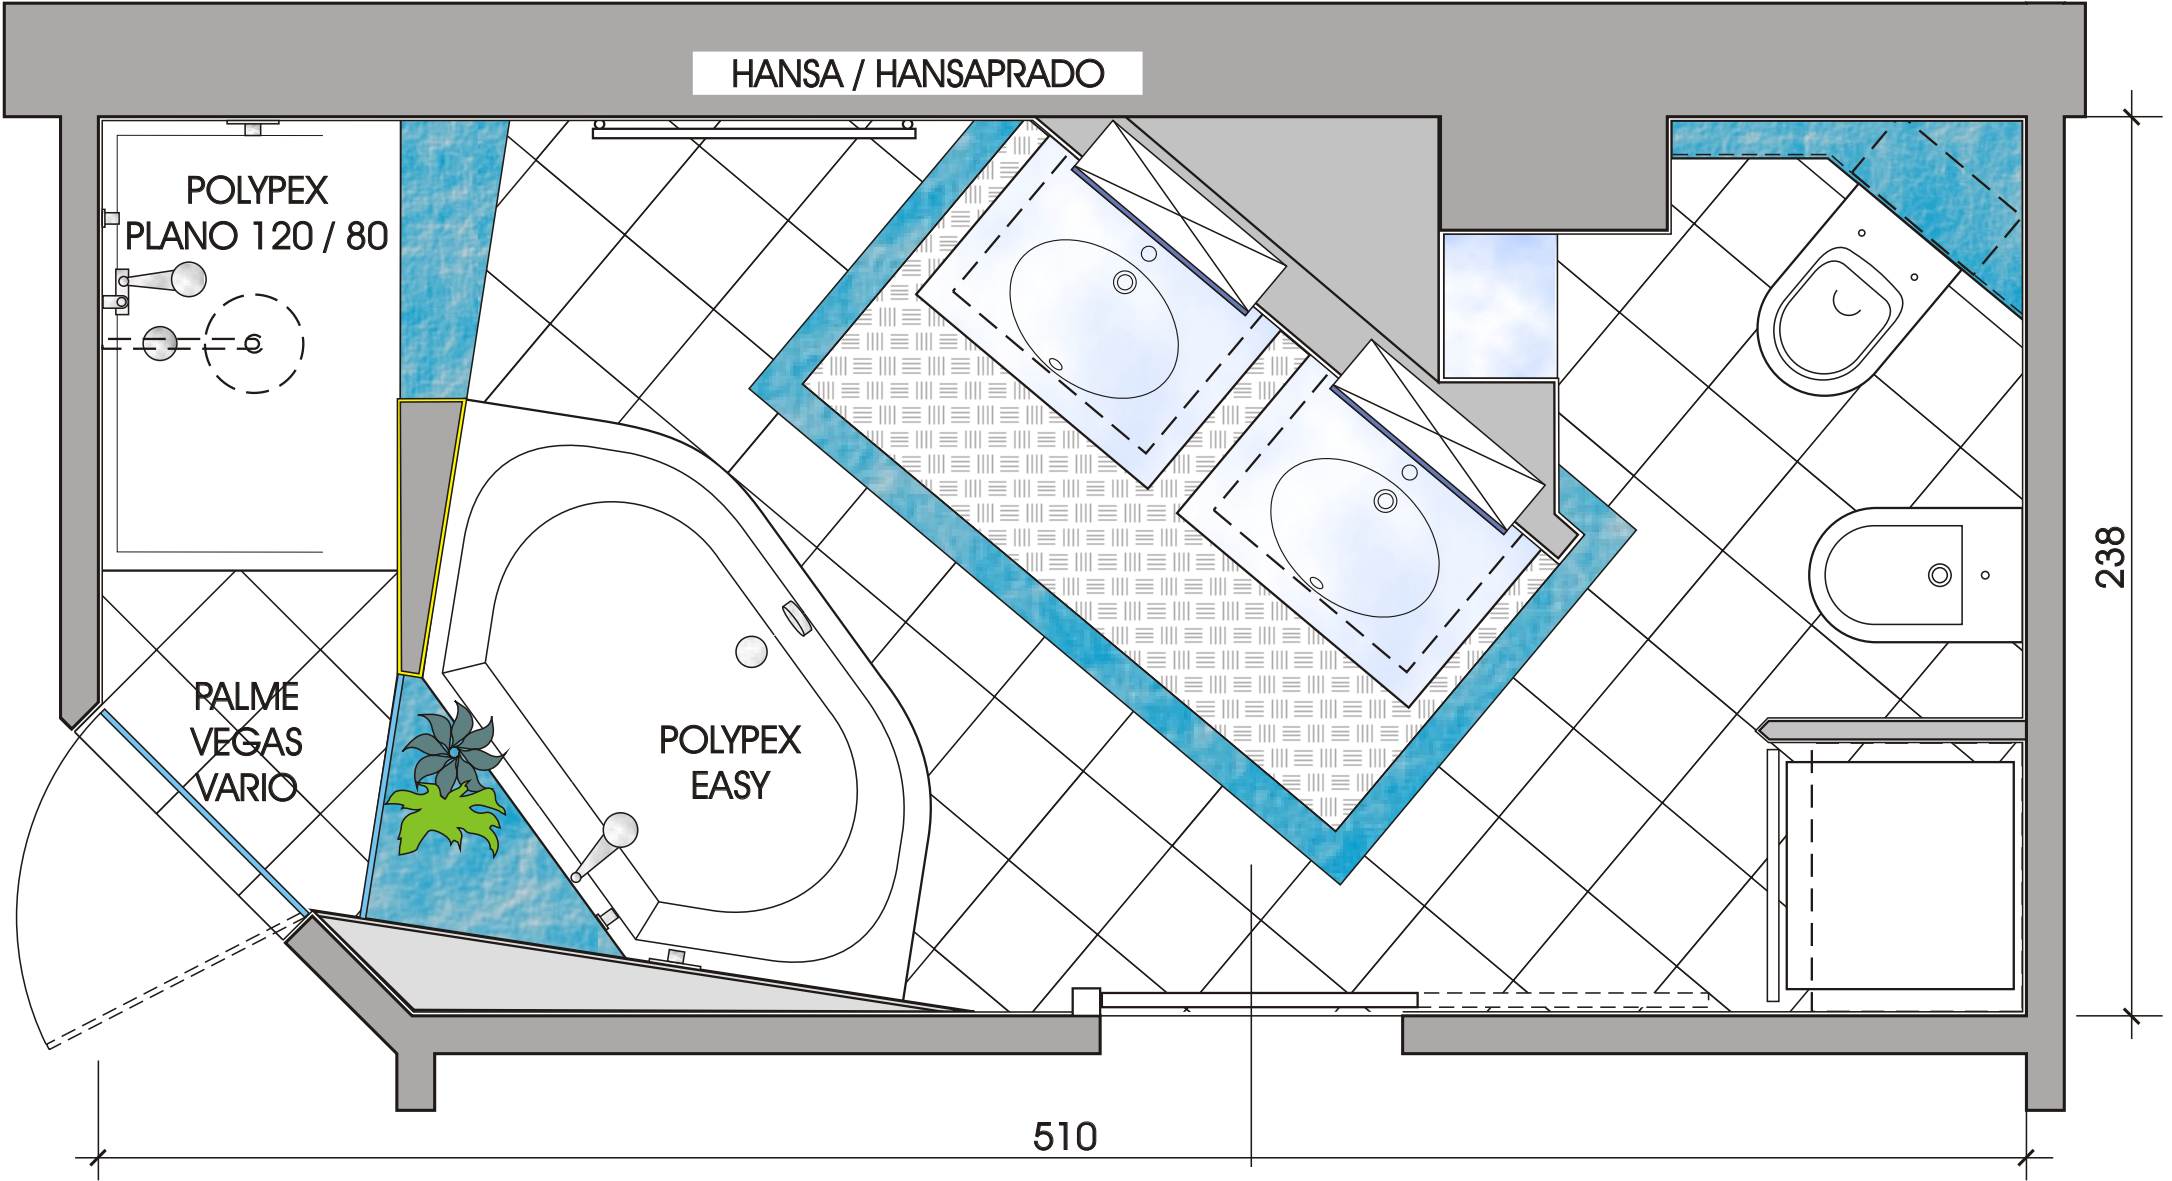 HANSA / HANSAPRADO
POLYPEX
PLANO 120 / 80
PALME
VEGAS
VARIO
POLYPEX
EASY
238
510